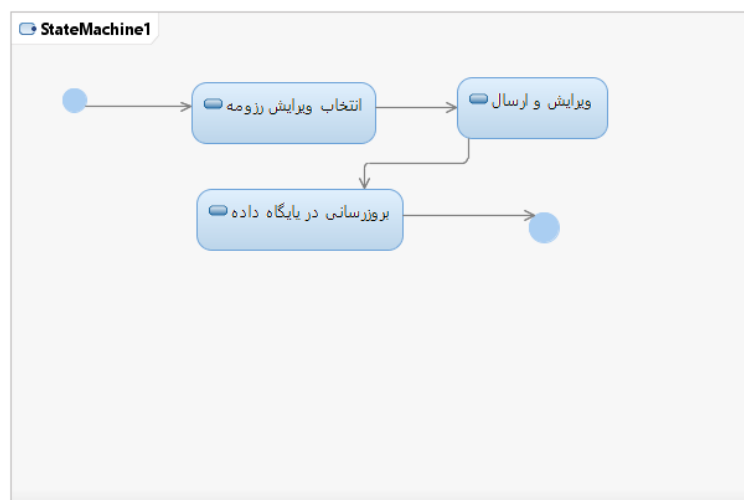 StateMachine1
انتخاب ویرایش رزومه
ویرایش و ارسال
بروزرسانی در پایگاه داده